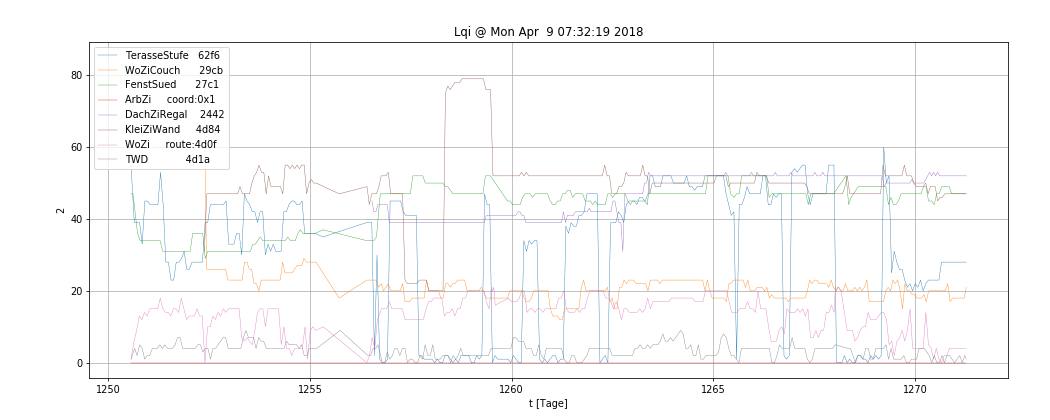 Lqi @ Mon Apr  9 07:32:19 2018
TerasseStufe   62f6
WoZiCouch      29cb
FenstSued      27c1
ArbZi     coord:0x1
DachZiRegal    2442
KleiZiWand     4d84
WoZi     route:4d0f
TWD            4d1a
80
60
40
20
0
2
1250 1255 1260 1265 1270
t [Tage]